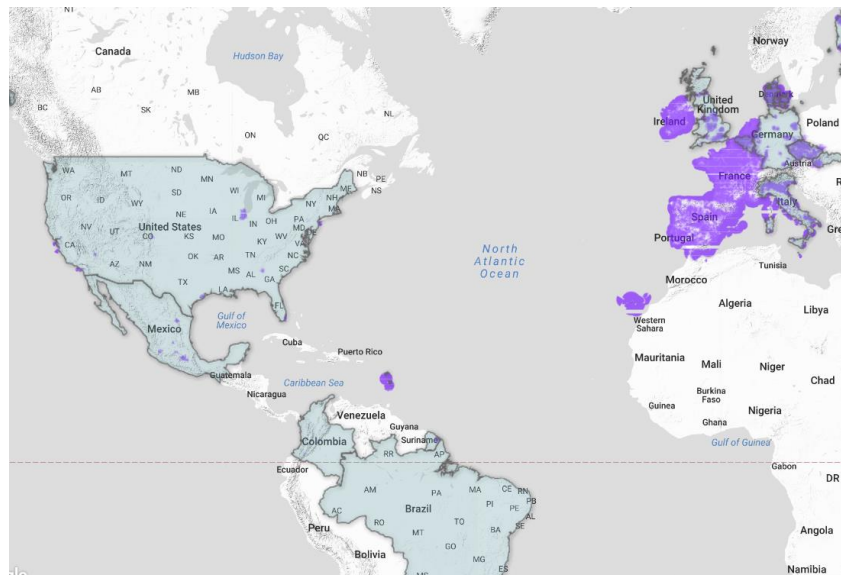 NT
Canada
Hudson Bay
Norway
AB
MB
BC
SK
NL
ON
QC
United
Kingdom
Denmark
Ireland
Poland
Germany
NB
PE
NS
WA
MT
ND
MN
ME
Austria
France
OR
ID
SD
WI
MI
NY
NH
WY
IA
Italy
NE
IL
IN
OH
PA
NV
UT
United States
MD
Spain
CO
KS
MO
KY
WV
VA
CA
Portugal
Gre
AZ
NM
OK
AR
TN
NC
North
Atlantic
Ocean
MS
AL
SC
GA
Tunisia
TX
LA
Morocco
FL
Algeria
Libya
Gulf of
Mexico
Mexico
Western
Sahara
Cuba
Puerto Rico
Mauritania
Mali
Niger
Guatemala
Caribbean Sea
Chad
Nicaragua
Burkina
Faso
Venezuela
Guinea
Nigeria
Guyana
Ghana
Colombia
Suriname
Gulf of Guinea
RR
AP
Ecuador
Gabon
DR
AM
PA
MA
CE
RN
PB
PI
PE
AC
Brazil
AL
SE
RO
TO
BA
Peru
MT
Angola
GO
Bolivia
MG
ES
Namibia